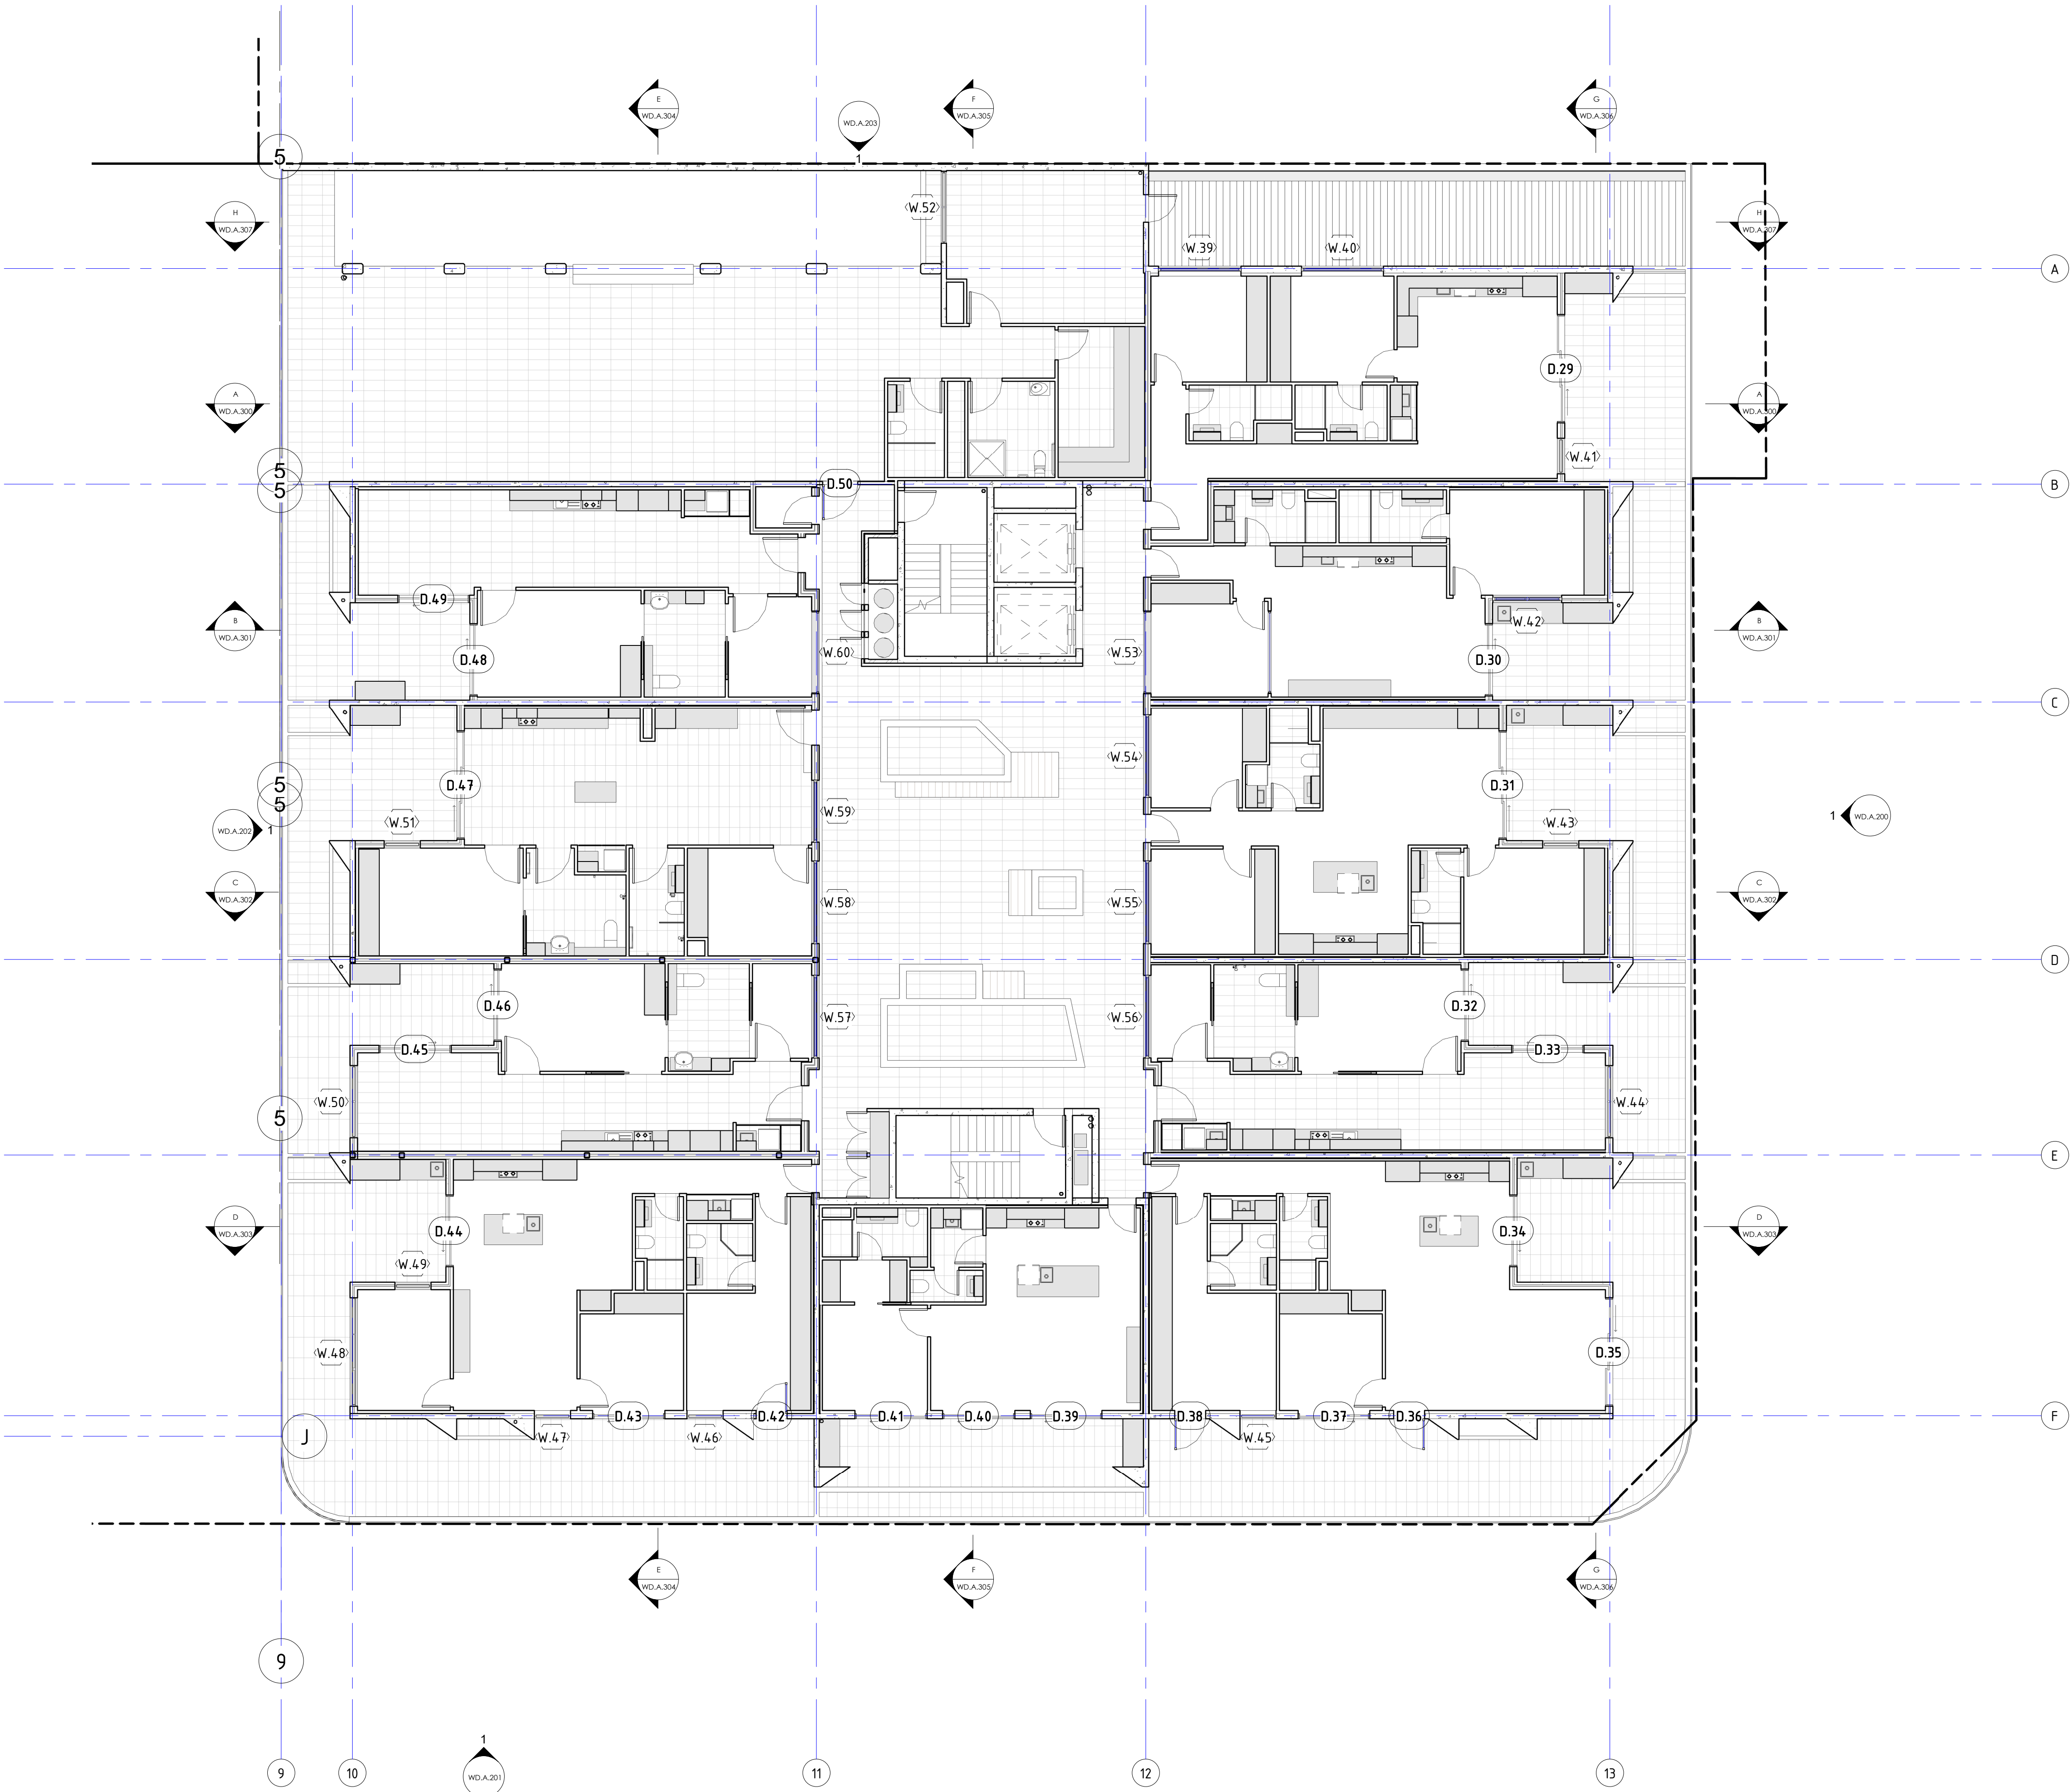 E
WD.A.304
F
WD.A.305
G
WD.A.306
WD.A.203
1
5
H
WD.A.307
W.52
H
WD.A.307
W.39
W.40
A
D.29
A
WD.A.300
A
WD.A.300
W.41
5
5
D.50
B
D.49
W.42
B
WD.A.301
B
WD.A.301
D.48
W.60
W.53
D.30
C
W.54
5
D.47
D.31
5
W.59
W.51
W.43
WD.A.202
1
1
WD.A.200
C
WD.A.302
W.58
W.55
C
WD.A.302
D
D.46
W.57
W.56
D.32
D.45
D.33
W.50
W.44
5
E
D
WD.A.303
D.44
D.34
D
WD.A.303
W.49
W.48
D.35
D.43
D.42
D.41
D.40
D.39
D.38
D.37
D.36
F
J
W.47
W.46
W.45
E
WD.A.304
F
WD.A.305
G
WD.A.306
9
1
WD.A.201
9
10
11
12
13